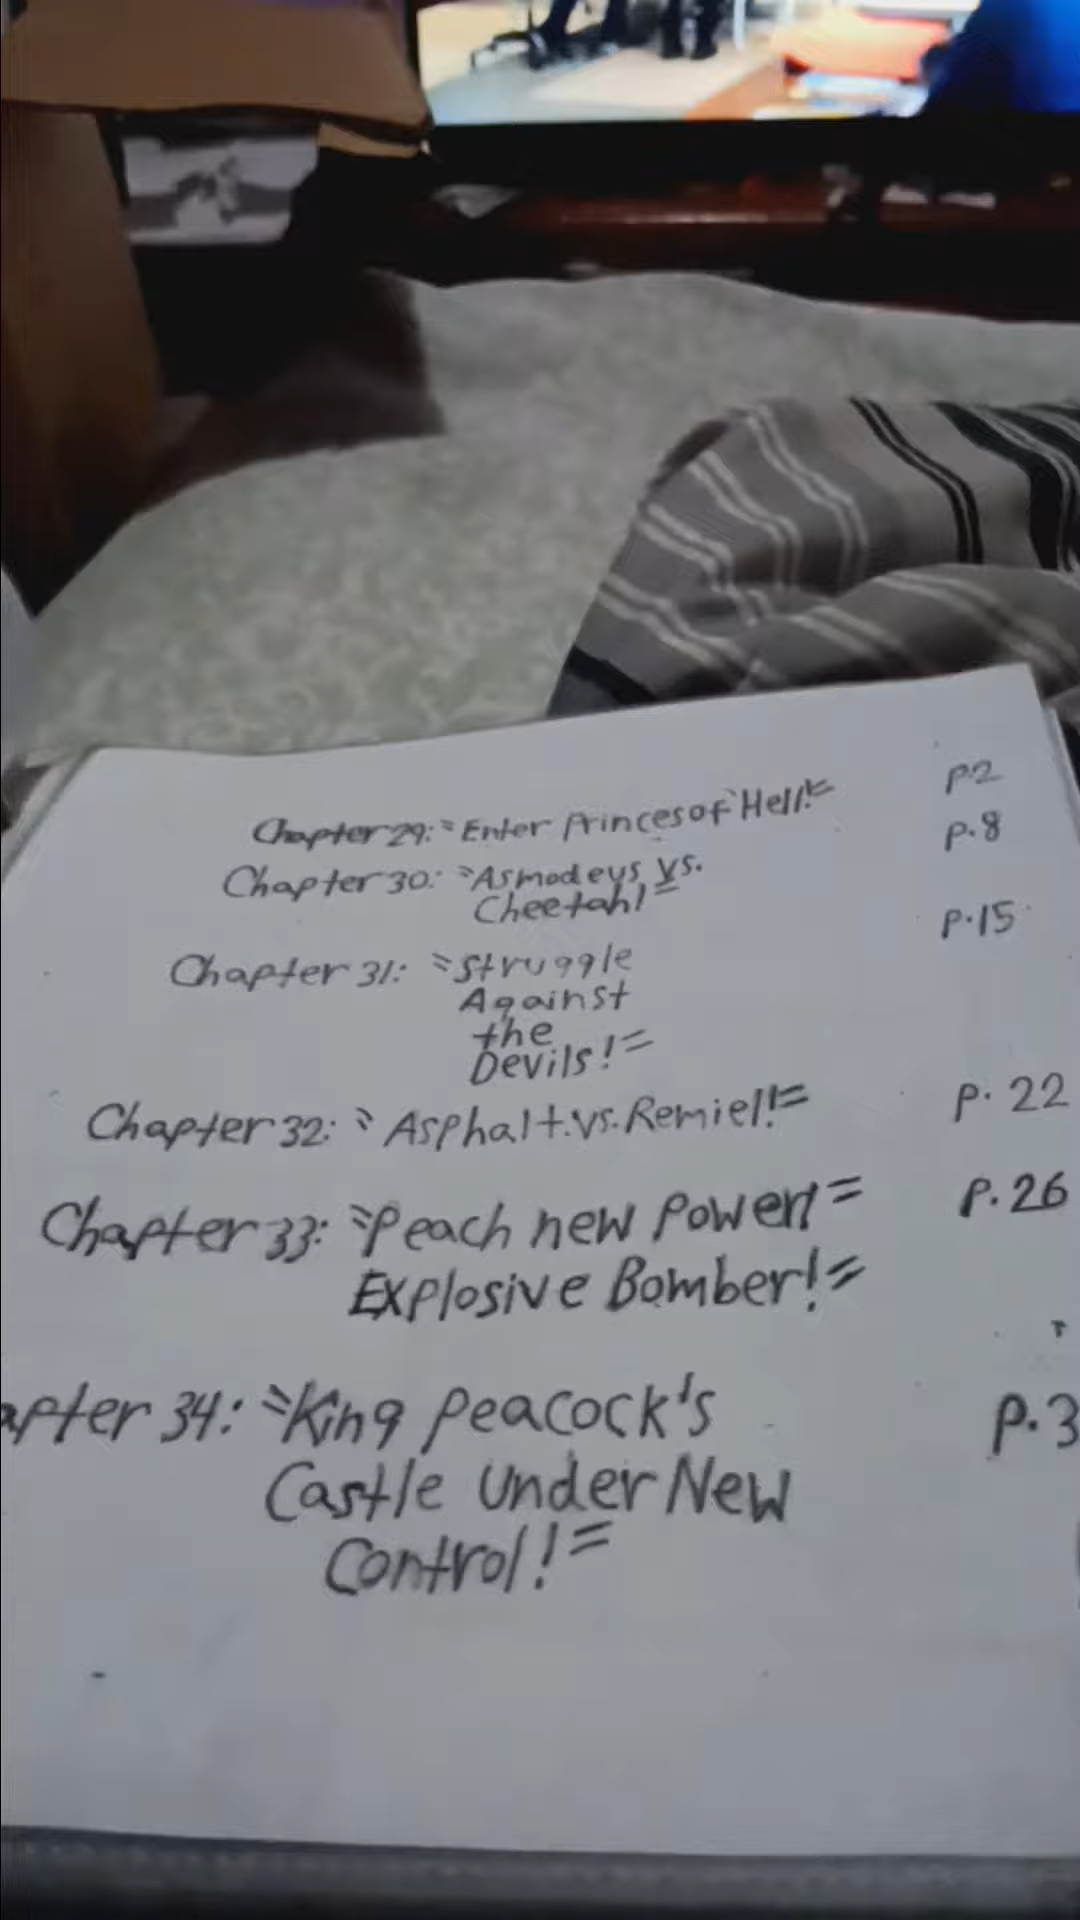 Chapter 29: "Enter Princes of Hell!" p.2
Chapter 30: "Asmodeus vs. p.8
Cheetah!"
Chapter 31: "Struggle p.15
Against
the
Devils!"
Chapter 32: "Asphalt.vs.Remiel!" p. 22
Chapter 33: "Peach new Power!" p. 26
Explosive Bomber!"
apter 34: "King Peacock's p.3
Castle Under New
Control!"